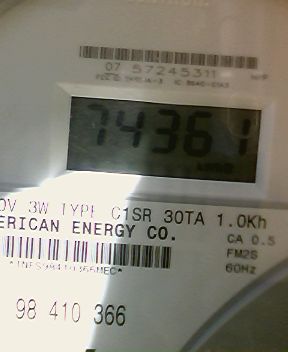 07 57245311
74361
0V 3W TYPE C1SR 30TA 1.0Kh
ERICAN ENERGY CO.
CA 0.5
FM2S
60Hz
98 410 366